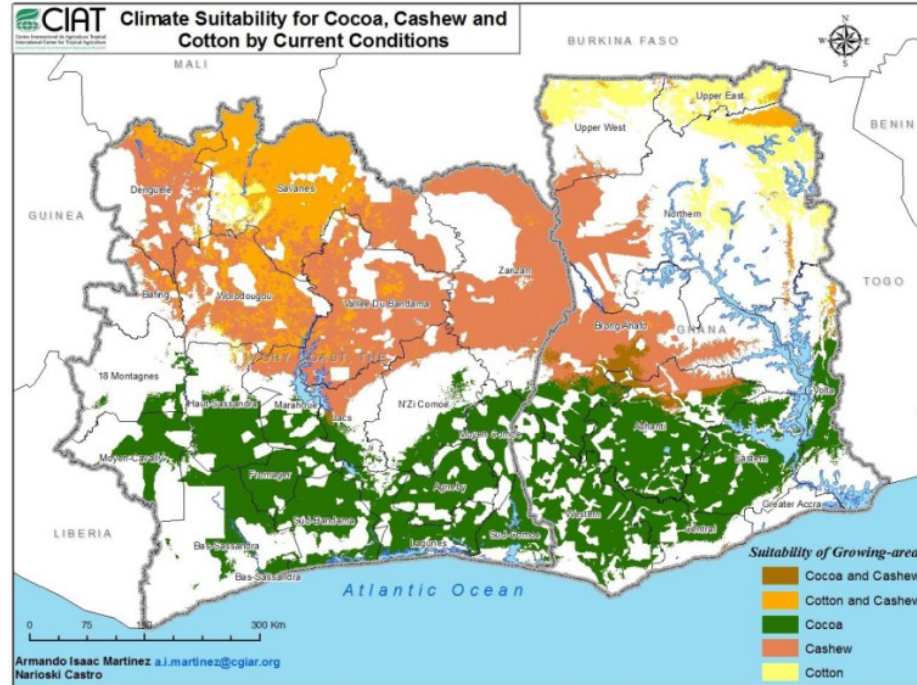 CIAT
Centro Internacional de Agricultura Tropical
International Center for Tropical Agriculture
Climate Suitability for Cocoa, Cashew and
Cotton by Current Conditions
N
W
E
S
BURKINA FASO
MALI
Upper East
Upper West
BENIN
Denguele
Savanes
GUINEA
Northern
Zanzan
TOGO
Bafing
Worodougou
Vallee Du Bandama
Brong Ahafo
GHANA
IVORY COAST THE
18 Montagnes
Haut-Sassandra
Marahoue
N'Zi Comoe
Volta
Lacs
Moyen-Cavally
Moyen Comoe
Ashanti
Eastern
Fromager
Agneby
Western
Greater Accra
Central
Sud-Bandama
Sud-Comoe
LIBERIA
Bas-Sassandra
Lagunes
Bas-Sassandra
Atlantic Ocean
Suitability of Growing-area
Cocoa and Cashew
Cotton and Cashew
Cocoa
Cashew
Cotton
0 75 150 300 Km
Armando Isaac Martinez a.i.martinez@cgiar.org
Narioski Castro